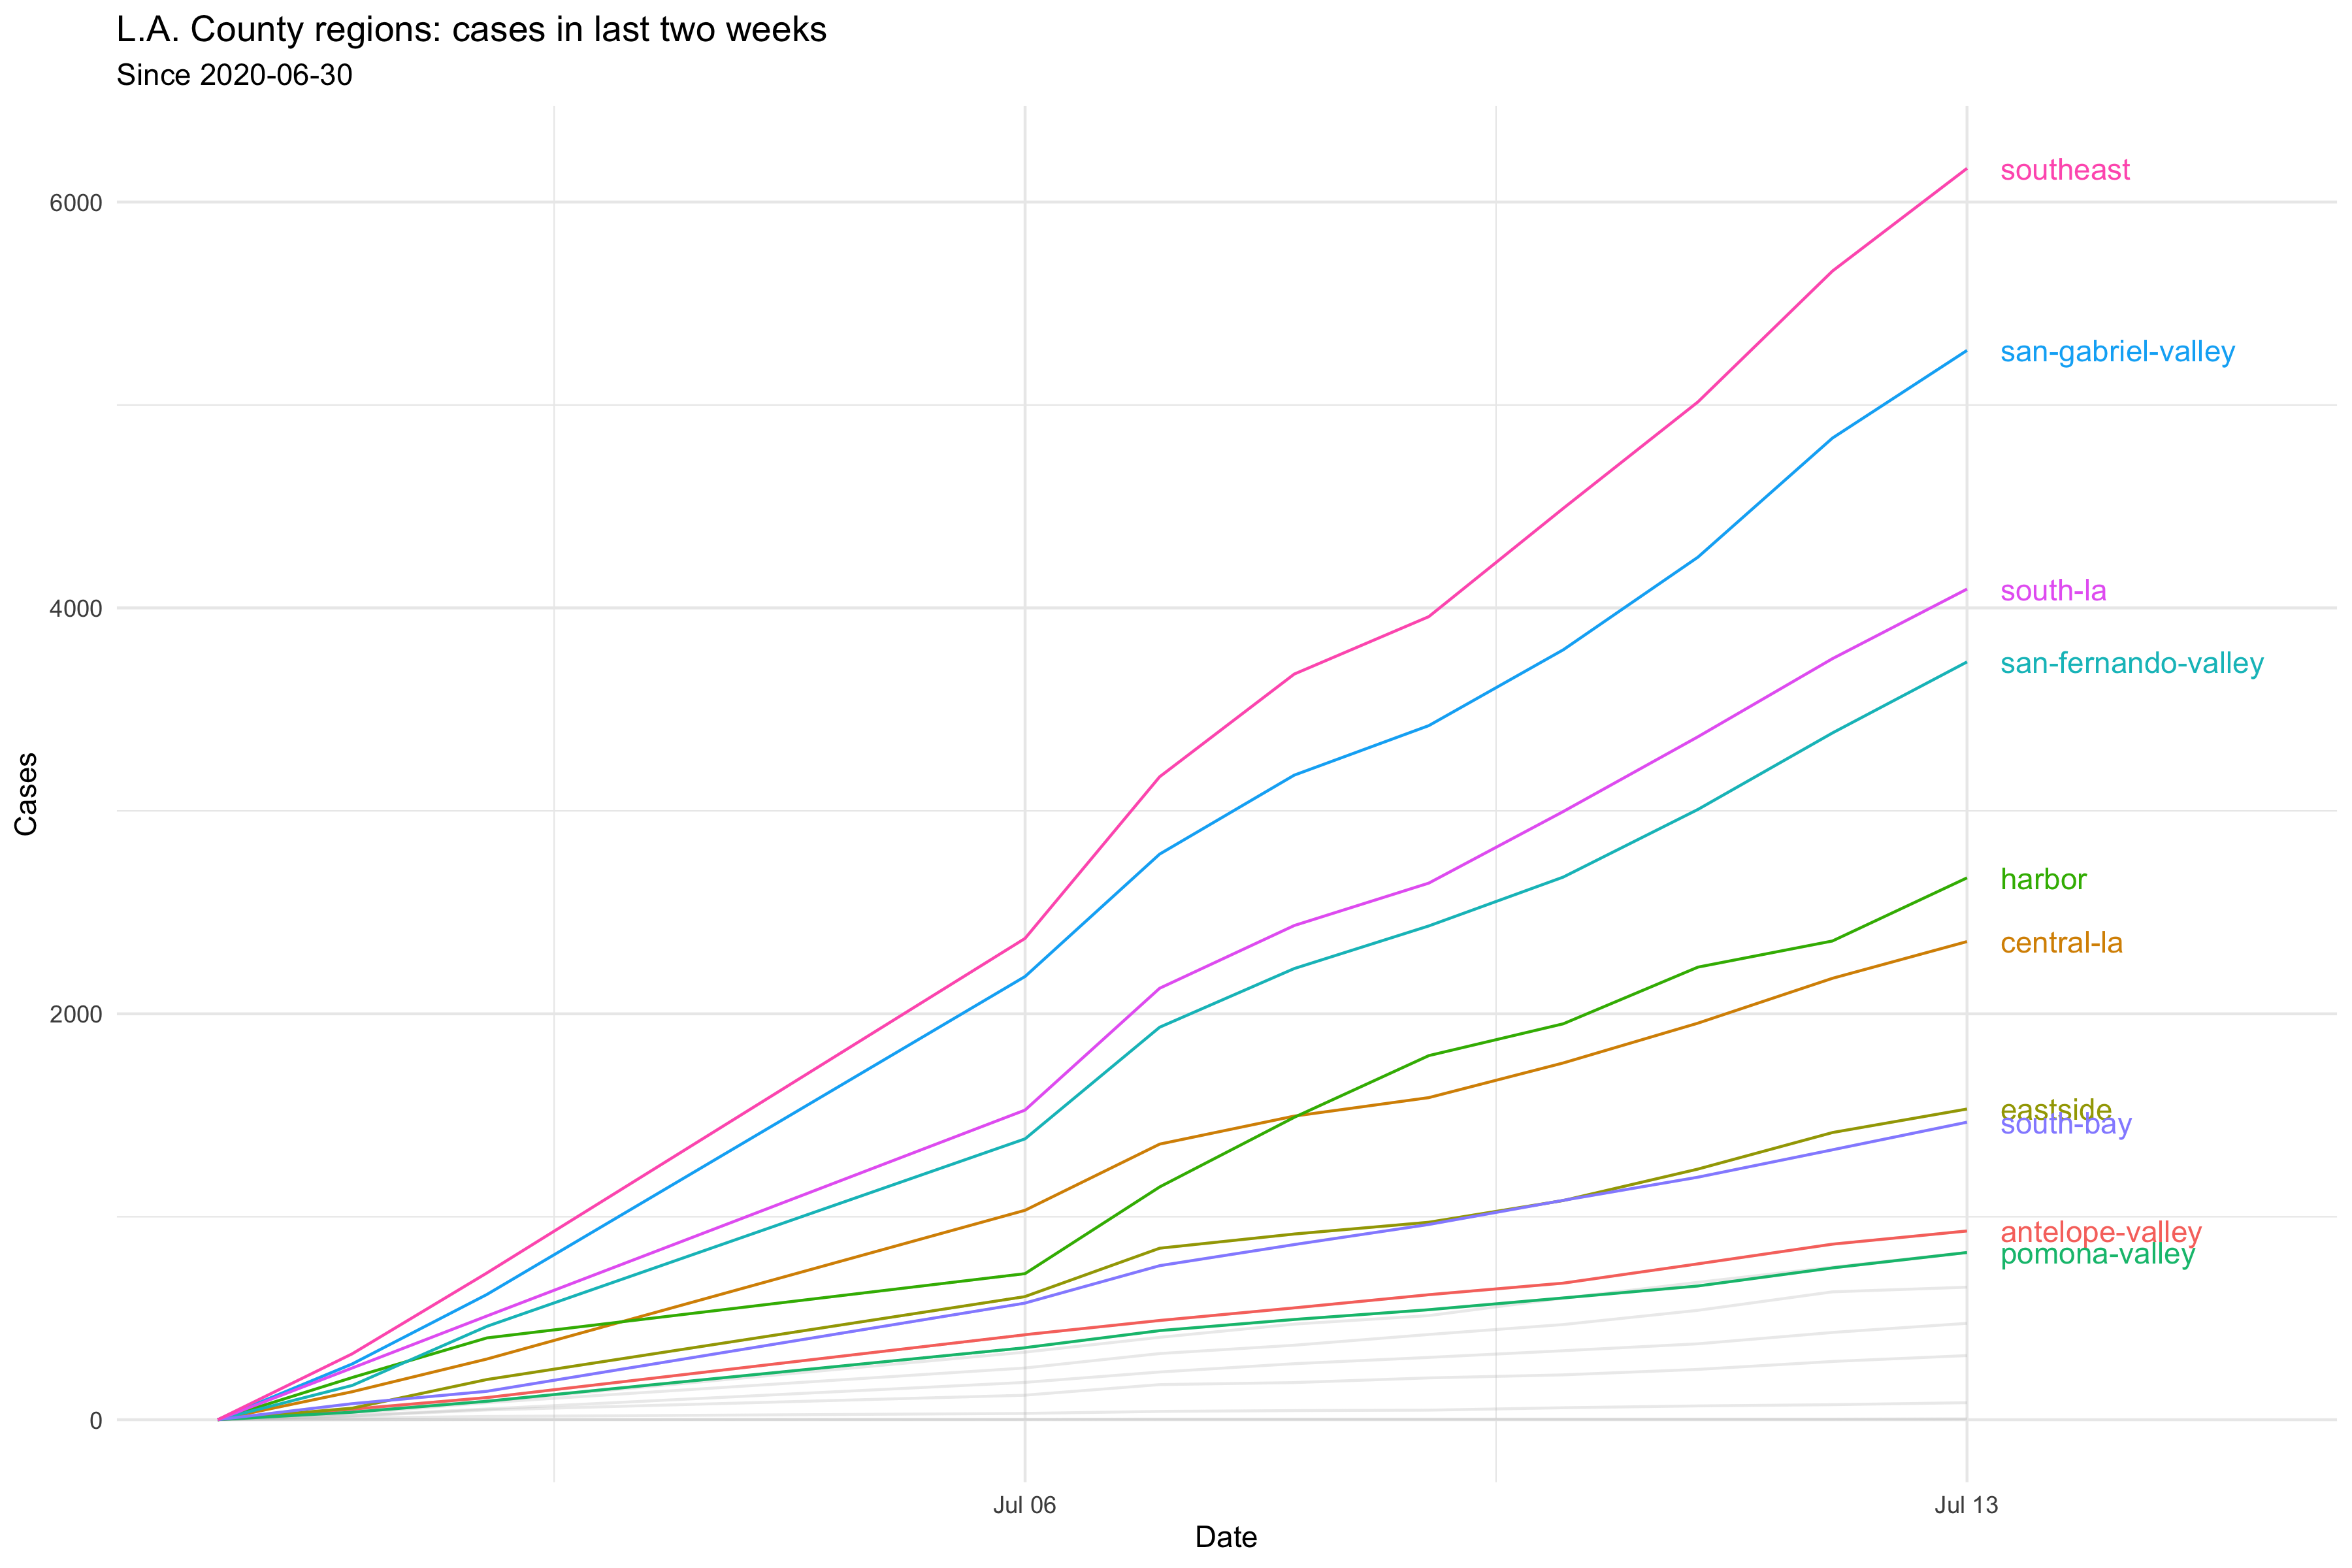 L.A. County regions: cases in last two weeks
Since 2020-06-30
southeast
6000
san-gabriel-valley
south-la
4000
san-fernando-valley
Cases
harbor
central-la
2000
eastside
south-bay
antelope-valley
pomona-valley
0
Jul 06
Jul 13
Date